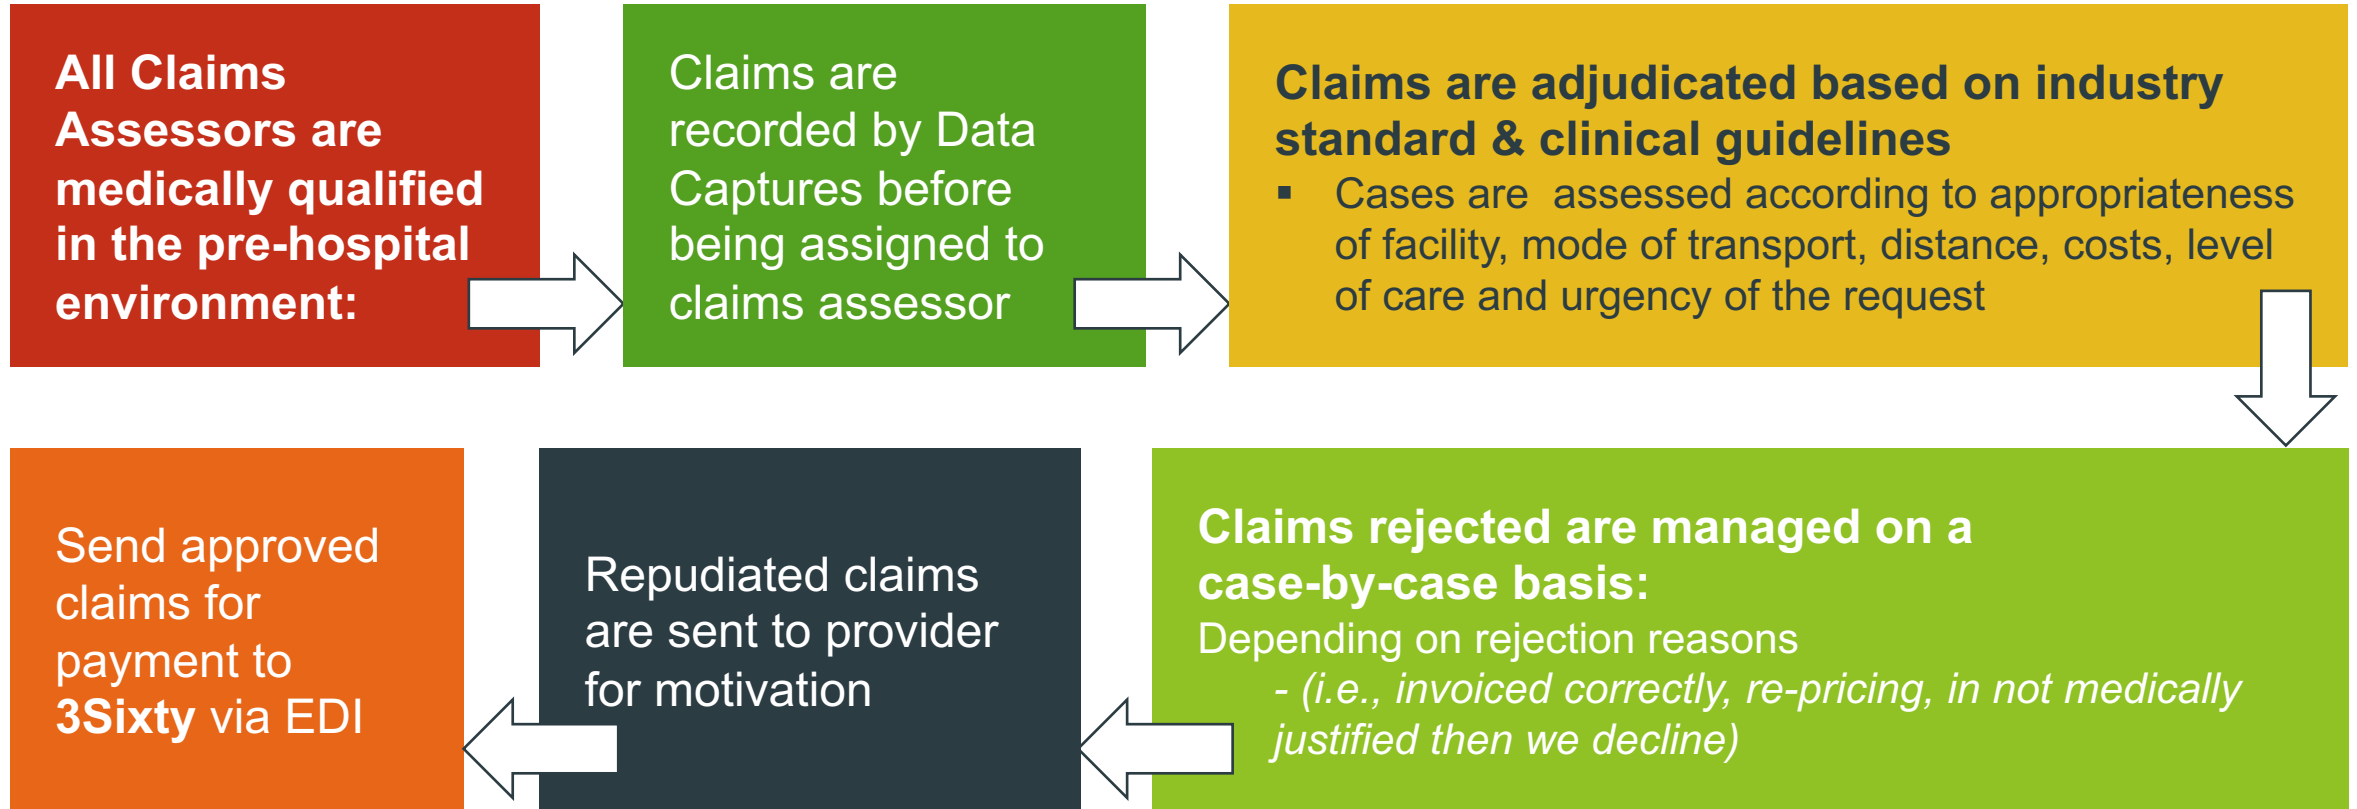 All Claims
Assessors are
medically qualified
in the pre-hospital
environment:
Claims are
recorded by Data
Captures before
being assigned to
claims assessor
Claims are adjudicated based on industry
standard & clinical guidelines
▪ Cases are  assessed according to appropriateness
of facility, mode of transport, distance, costs, level
of care and urgency of the request
Claims rejected are managed on a
case-by-case basis:
Depending on rejection reasons
- (i.e., invoiced correctly, re-pricing, in not medically
justified then we decline)
Repudiated claims
are sent to provider
for motivation
Send approved
claims for
payment to
3Sixty via EDI